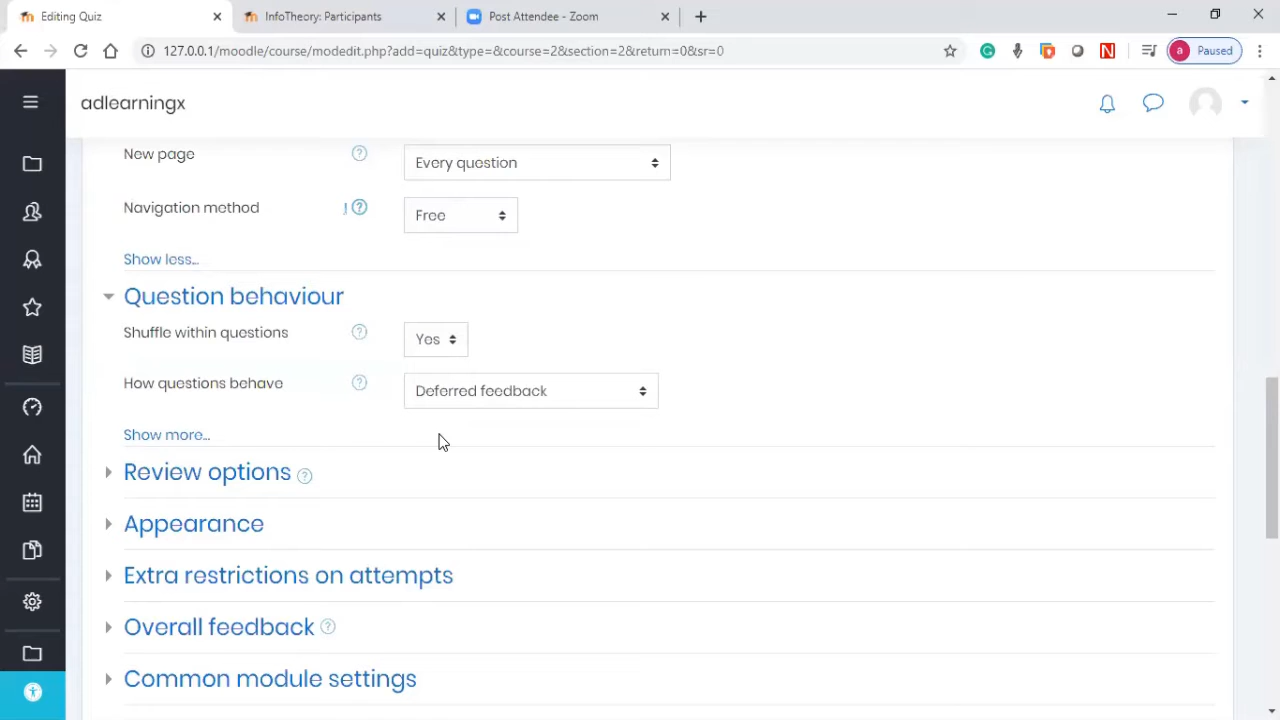 Editing Quiz
InfoTheory: Participants
Post Attendee - Zoom
127.0.0.1/moodle/course/modedit.php?add=quiz&type=&course=2&section=2&return=0&sr=0
N
a Paused
adlearningx
New page
?
Every question
Navigation method
! ?
Free
Show less...
Question behaviour
Shuffle within questions
?
Yes
How questions behave
?
Deferred feedback
Show more...
Review options ?
Appearance
Extra restrictions on attempts
Overall feedback ?
Common module settings